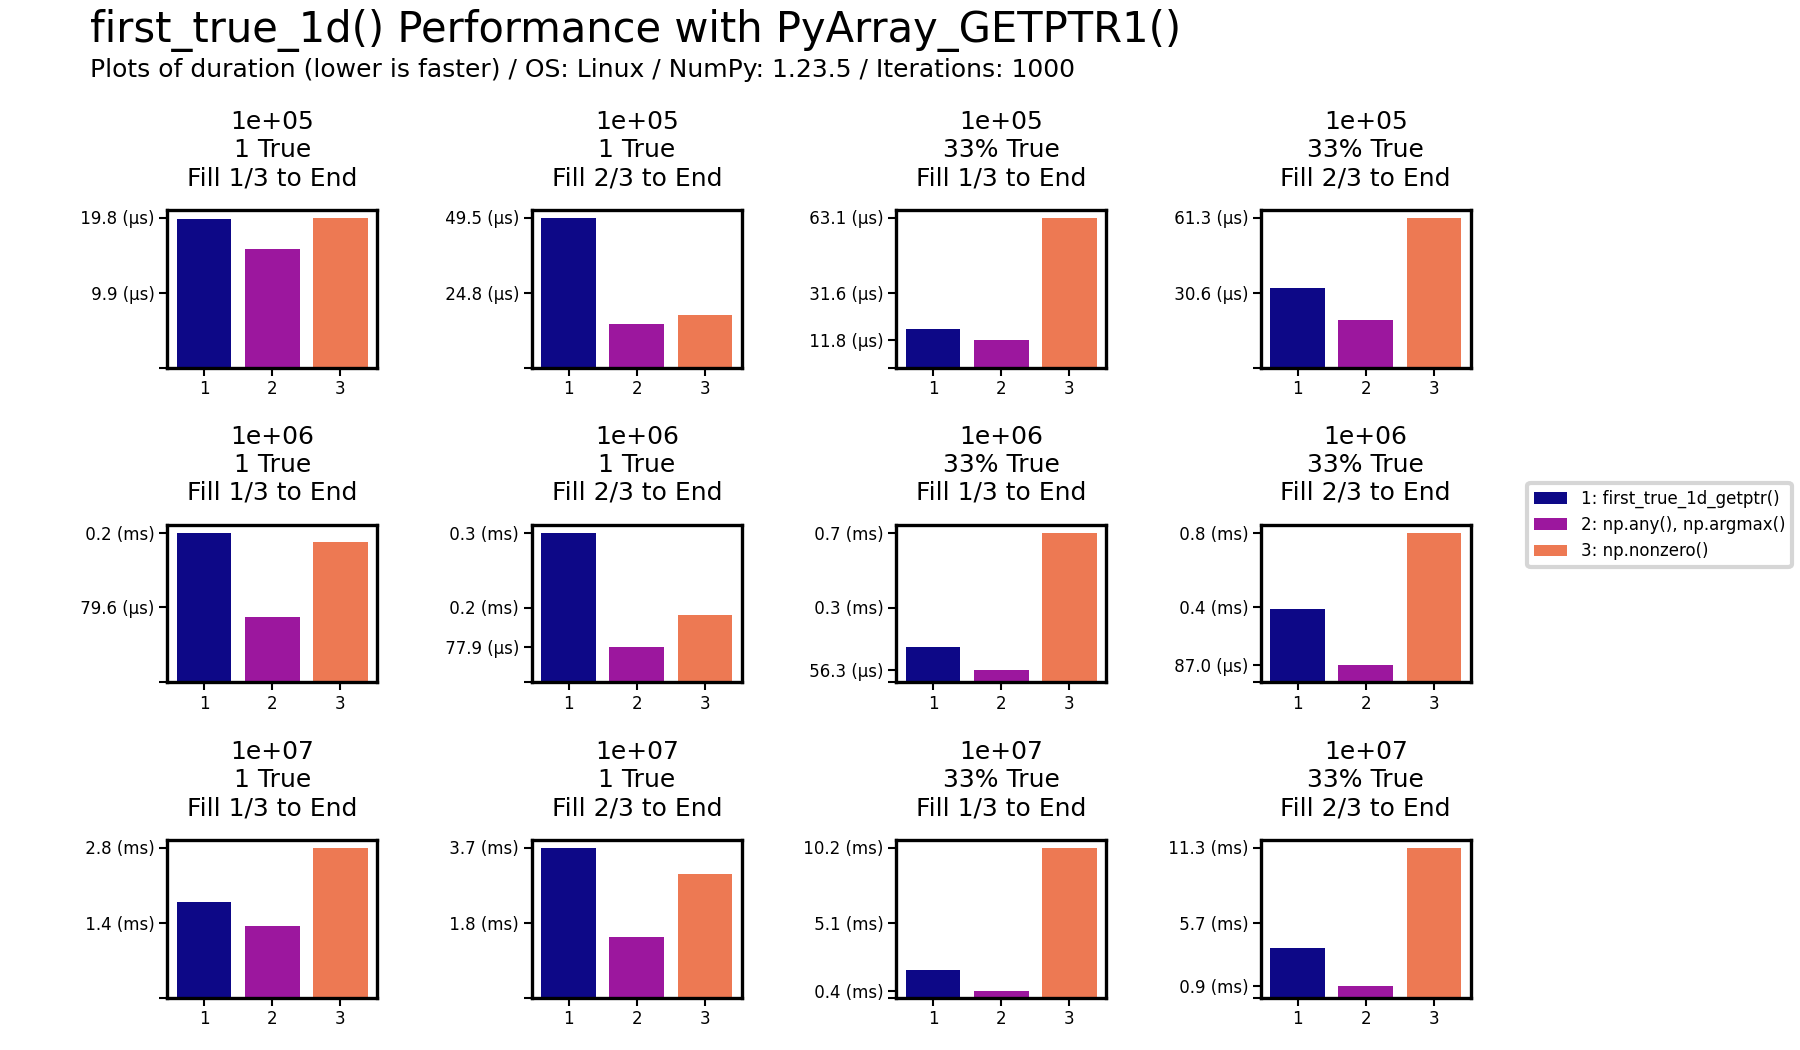 first_true_1d() Performance with PyArray_GETPTR1()
Plots of duration (lower is faster) / OS: Linux / NumPy: 1.23.5 / Iterations: 1000
1e+05
1 True
Fill 1/3 to End
19.8 (µs)
9.9 (µs)
1 2 3
1e+05
1 True
Fill 2/3 to End
49.5 (µs)
24.8 (µs)
1 2 3
1e+05
33% True
Fill 1/3 to End
63.1 (µs)
31.6 (µs)
11.8 (µs)
1 2 3
1e+05
33% True
Fill 2/3 to End
61.3 (µs)
30.6 (µs)
1 2 3
1e+06
1 True
Fill 1/3 to End
0.2 (ms)
79.6 (µs)
1 2 3
1e+06
1 True
Fill 2/3 to End
0.3 (ms)
0.2 (ms)
77.9 (µs)
1 2 3
1e+06
33% True
Fill 1/3 to End
0.7 (ms)
0.3 (ms)
56.3 (µs)
1 2 3
1e+06
33% True
Fill 2/3 to End
0.8 (ms)
0.4 (ms)
87.0 (µs)
1 2 3
1: first_true_1d_getptr()
2: np.any(), np.argmax()
3: np.nonzero()
1e+07
1 True
Fill 1/3 to End
2.8 (ms)
1.4 (ms)
1 2 3
1e+07
1 True
Fill 2/3 to End
3.7 (ms)
1.8 (ms)
1 2 3
1e+07
33% True
Fill 1/3 to End
10.2 (ms)
5.1 (ms)
0.4 (ms)
1 2 3
1e+07
33% True
Fill 2/3 to End
11.3 (ms)
5.7 (ms)
0.9 (ms)
1 2 3